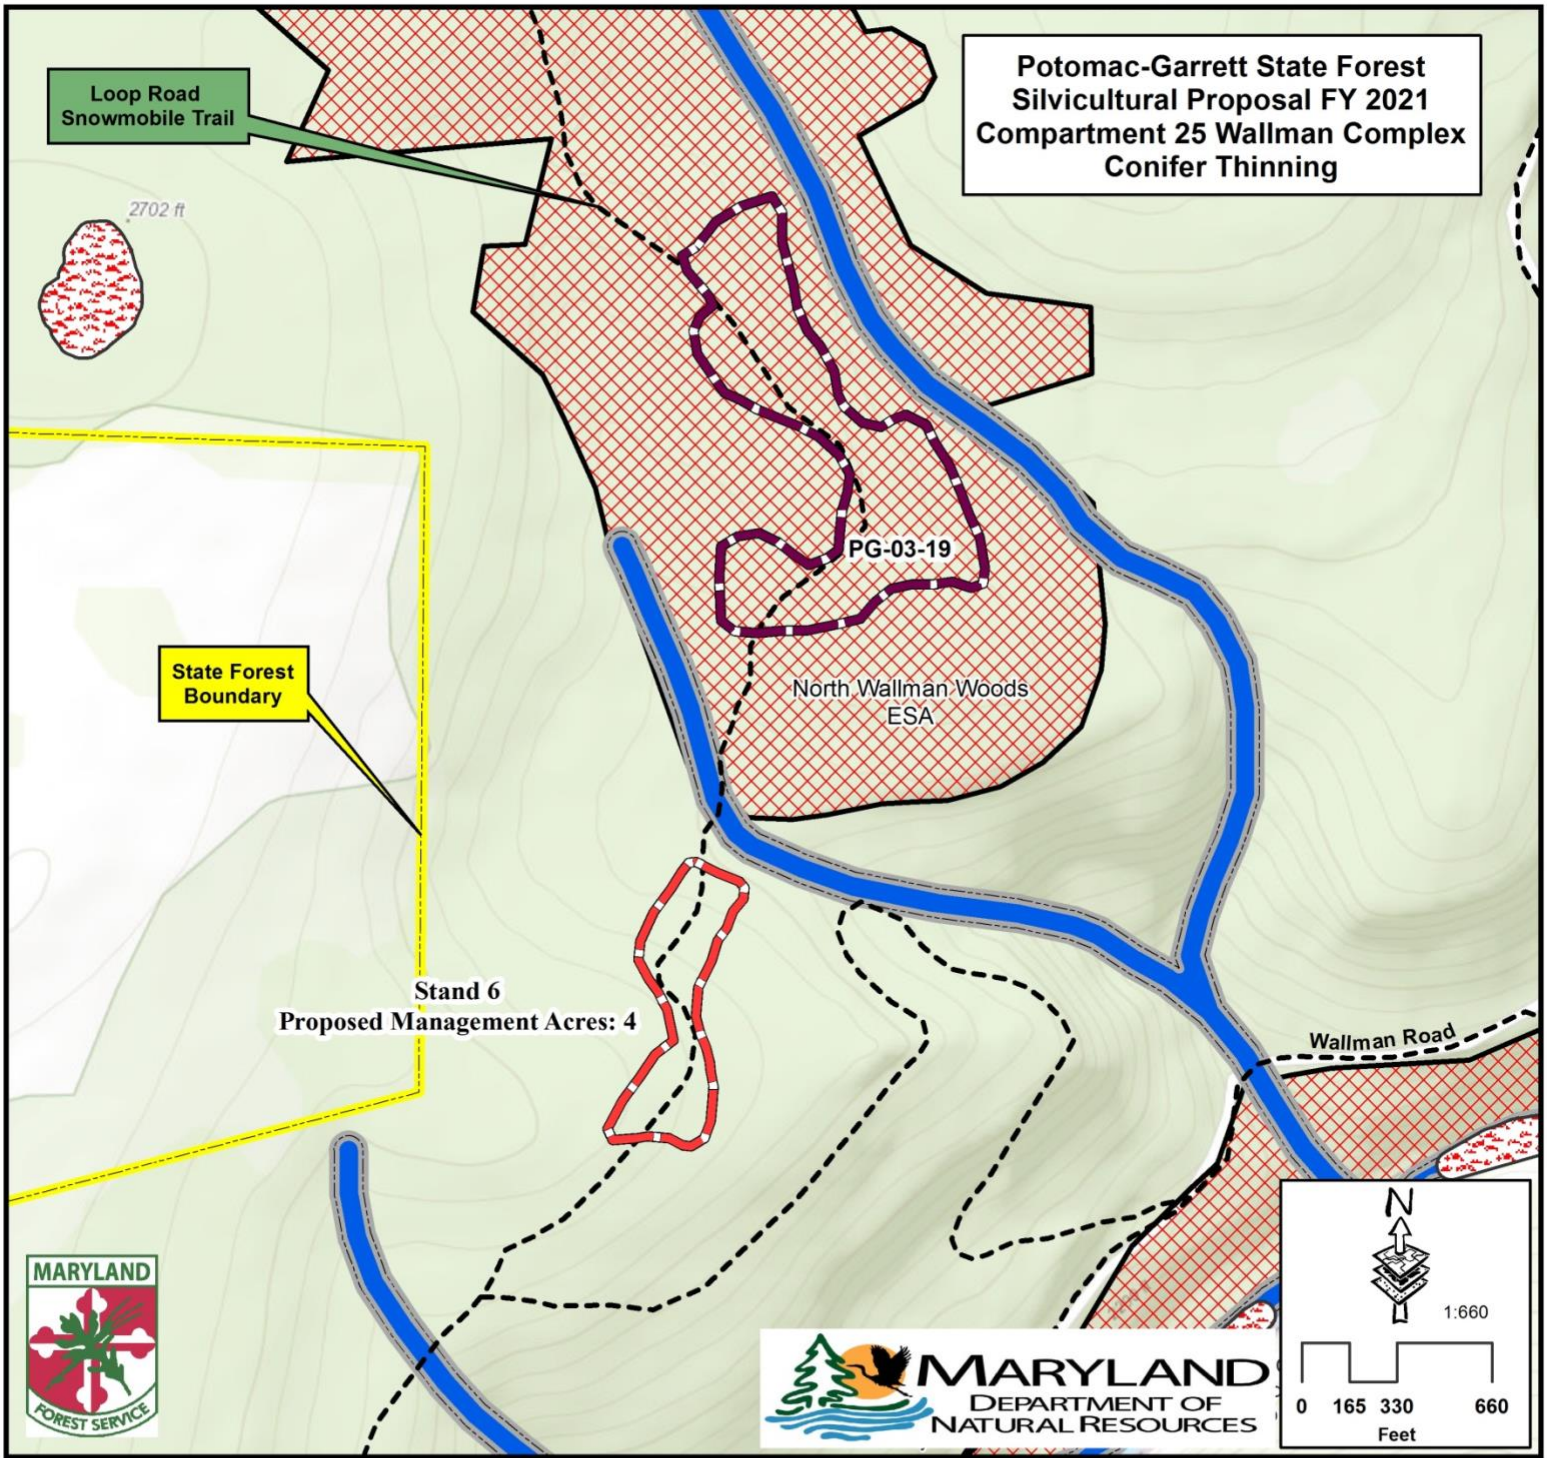 Potomac-Garrett State Forest
Silvicultural Proposal FY 2021
Compartment 25 Wallman Complex
Conifer Thinning
Loop Road
Snowmobile Trail
2702 ft
PG-03-19
State Forest
Boundary
North Wallman Woods
ESA
Stand 6
Proposed Management Acres: 4
Wallman Road
MARYLAND
FOREST SERVICE
MARYLAND
DEPARTMENT OF
NATURAL RESOURCES
N
1:660
0 165 330 660
Feet